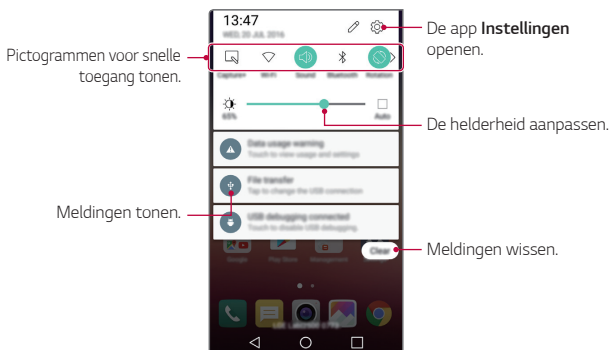 13:47
WED, 20 JUL, 2016
De app Instellingen
openen.
Pictogrammen voor snelle
toegang tonen.
Capture+ Wi-Fi Sound Bluetooth Rotation
65%
Auto
De helderheid aanpassen.
Data usage warning
Touch to view usage and settings
File transfer
Tap to change the USB connection
Meldingen tonen.
USB debugging connected
Touch to disable USB debugging.
Clear
Meldingen wissen.
Google Play Store Management